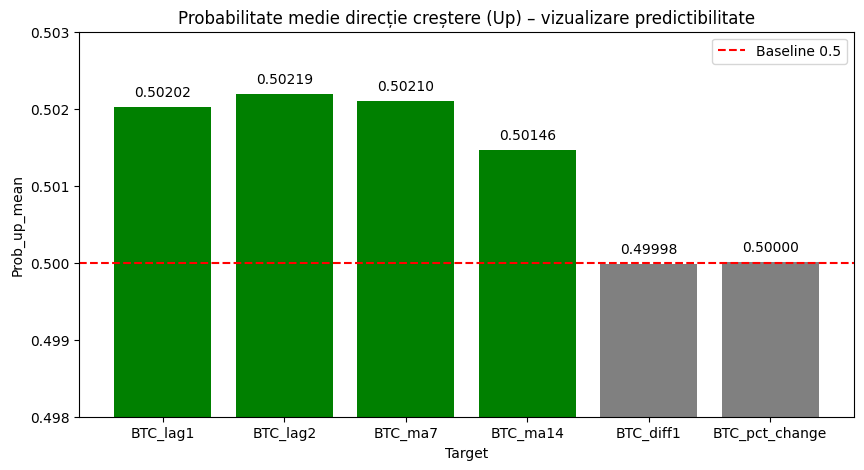 Probabilitate medie direcție creștere (Up) – vizualizare predictibilitate
Baseline 0.5
0.503
0.502
0.501
0.500
0.499
0.498
Prob_up_mean
0.50202
0.50219
0.50210
0.50146
0.49998
0.50000
BTC_lag1
BTC_lag2
BTC_ma7
BTC_ma14
BTC_diff1
BTC_pct_change
Target